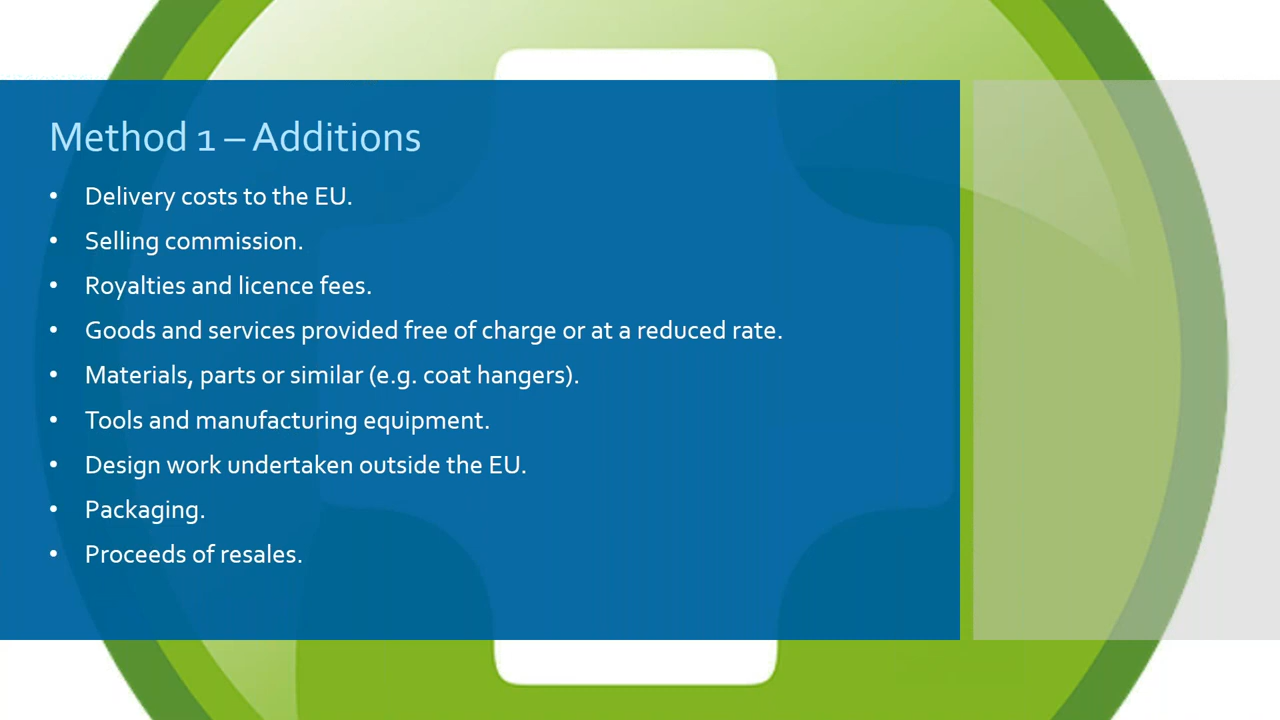 Method 1 – Additions
• Delivery costs to the EU.
• Selling commission.
• Royalties and licence fees.
• Goods and services provided free of charge or at a reduced rate.
• Materials, parts or similar (e.g. coat hangers).
• Tools and manufacturing equipment.
• Design work undertaken outside the EU.
• Packaging.
• Proceeds of resales.